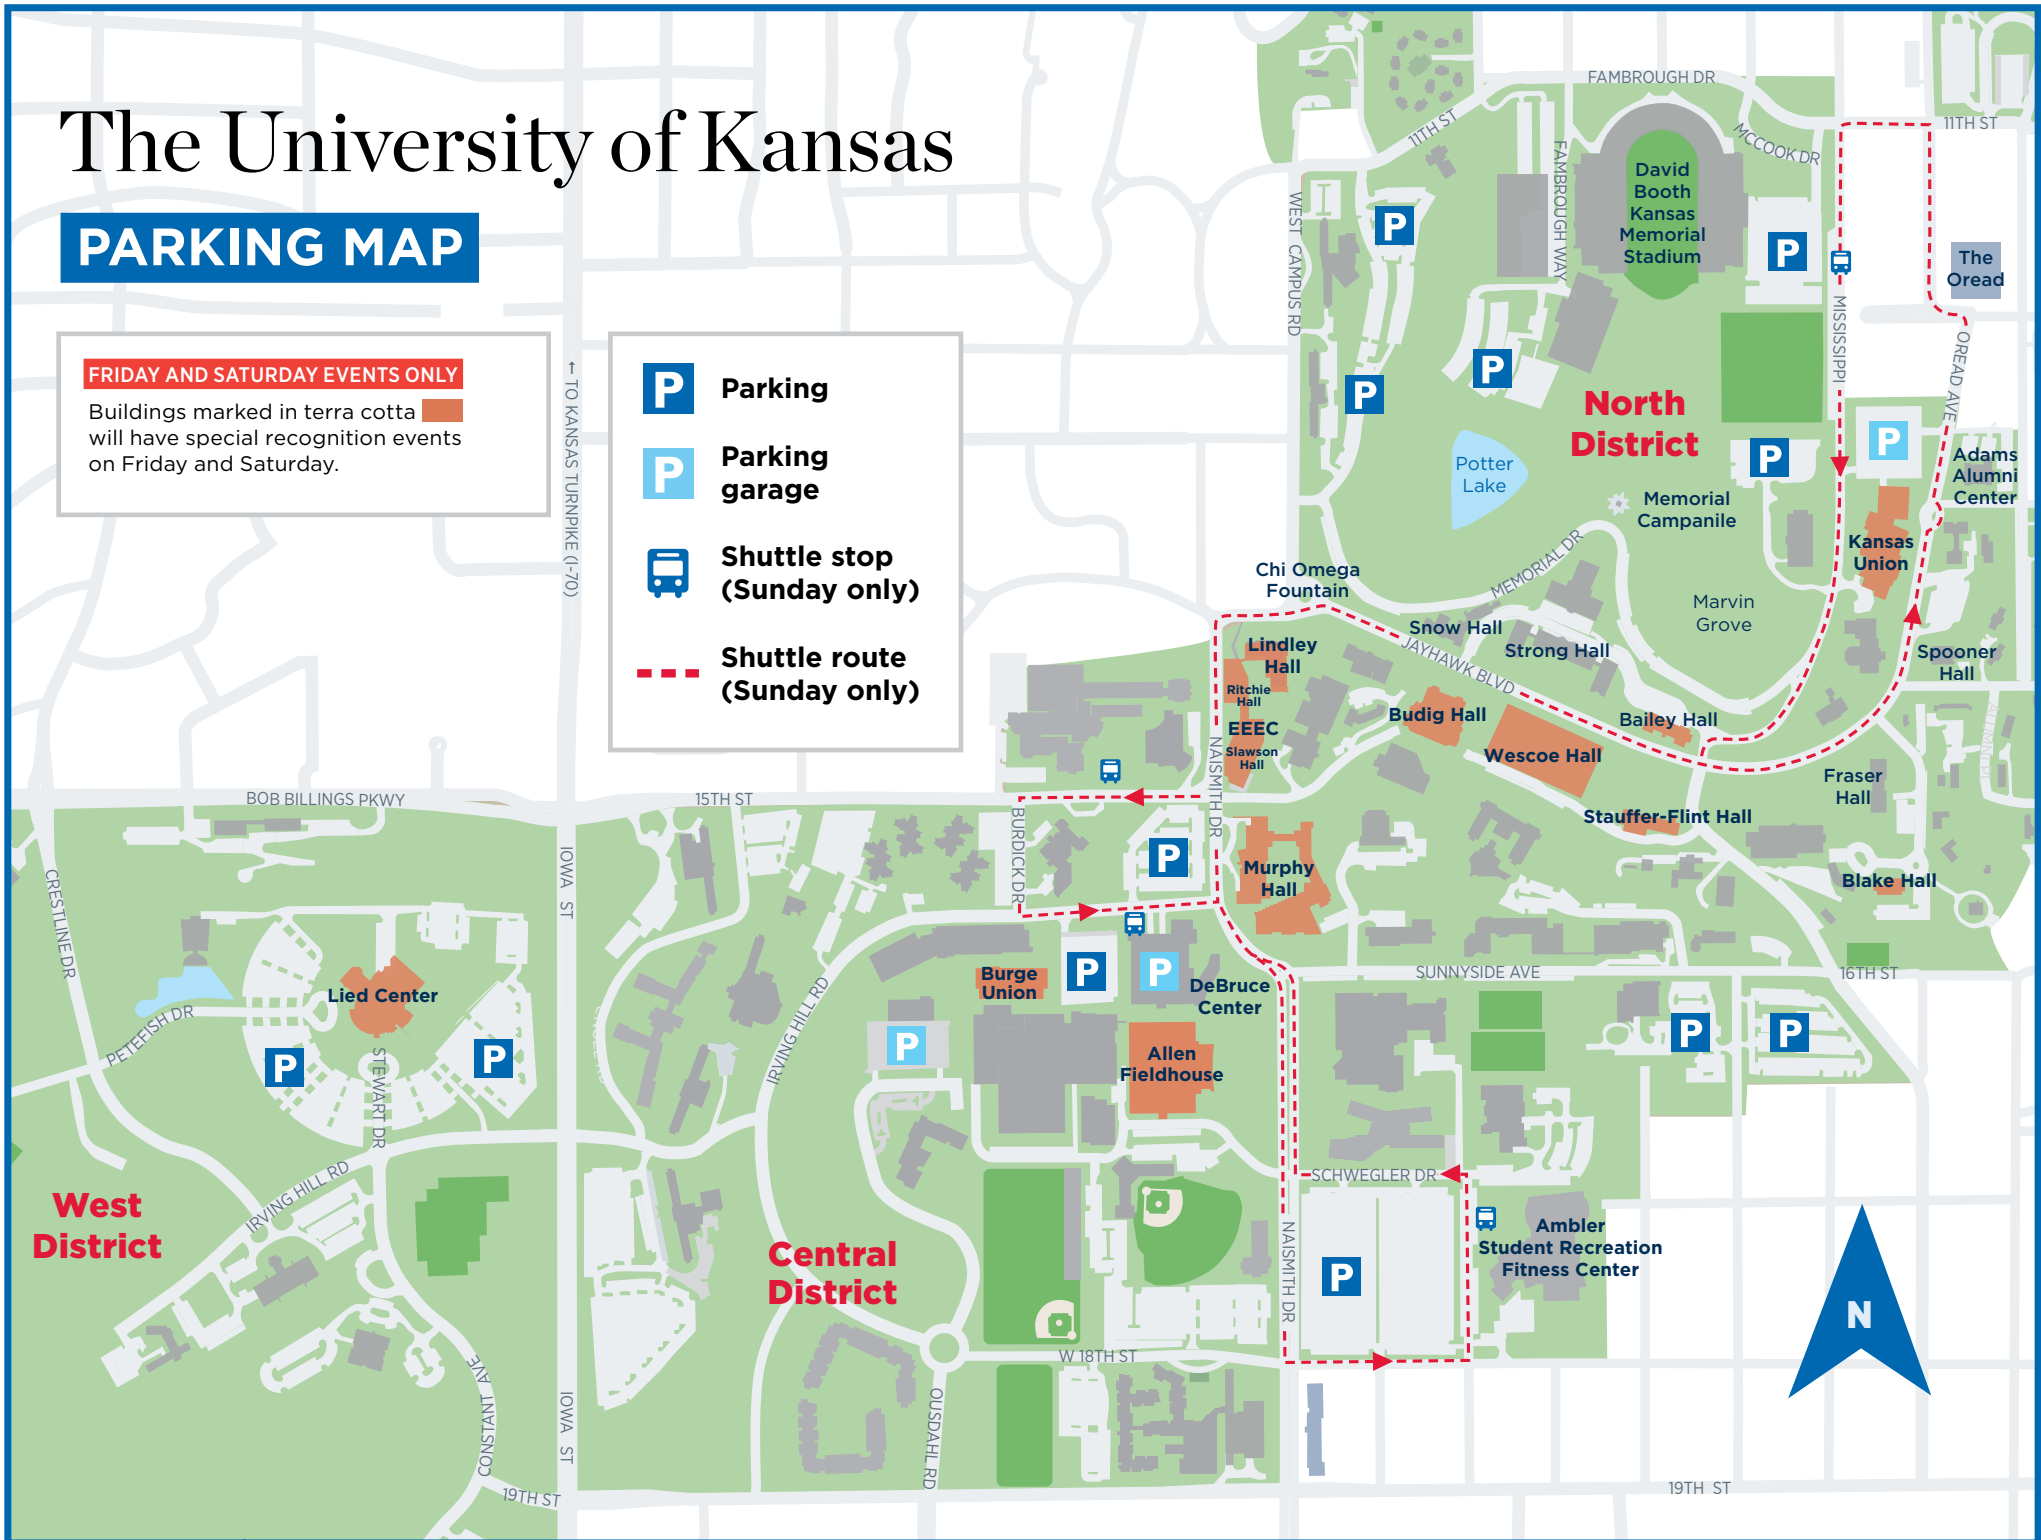 The University of Kansas
PARKING MAP
FRIDAY AND SATURDAY EVENTS ONLY
Buildings marked in terra cotta
will have special recognition events
on Friday and Saturday.
P
Parking
P
Parking
garage
Shuttle stop
(Sunday only)
Shuttle route
(Sunday only)
← TO KANSAS TURNPIKE (I-70)
FAMBROUGH DR
11TH ST
11TH ST
MCCOOK DR
FAMBROUGH WAY
WEST CAMPUS RD
David
Booth
Kansas
Memorial
Stadium
P
P
The
Oread
MISSISSIPPI
OREAD AVE
P
P
North
District
P
P
Adams
Alumni
Center
Potter
Lake
Memorial
Campanile
Kansas
Union
MEMORIAL DR
Chi Omega
Fountain
Marvin
Grove
Snow Hall
Strong Hall
JAYHAWK BLVD
Spooner
Hall
Lindley
Hall
Ritchie
Hall
EEEC
Slawson
Hall
Budig Hall
Bailey Hall
Wescoe Hall
ALUMNI PL
Fraser
Hall
Stauffer-Flint Hall
NAISMITH DR
BOB BILLINGS PKWY
15TH ST
BURDICK DR
P
Murphy
Hall
Blake Hall
IOWA ST
CRESTLINE DR
Lied Center
PETEFISH DR
P
P
STEWART DR
IRVING HILL RD
Burge
Union
P
P
DeBruce
Center
SUNNYSIDE AVE
16TH ST
P
P
P
Allen
Fieldhouse
IRVING HILL RD
West
District
Central
District
SCHWEGLER DR
NAISMITH DR
P
Ambler
Student Recreation
Fitness Center
N
W 18TH ST
CONSTANT AVE
IOWA ST
OUSDAHL RD
19TH ST
19TH ST